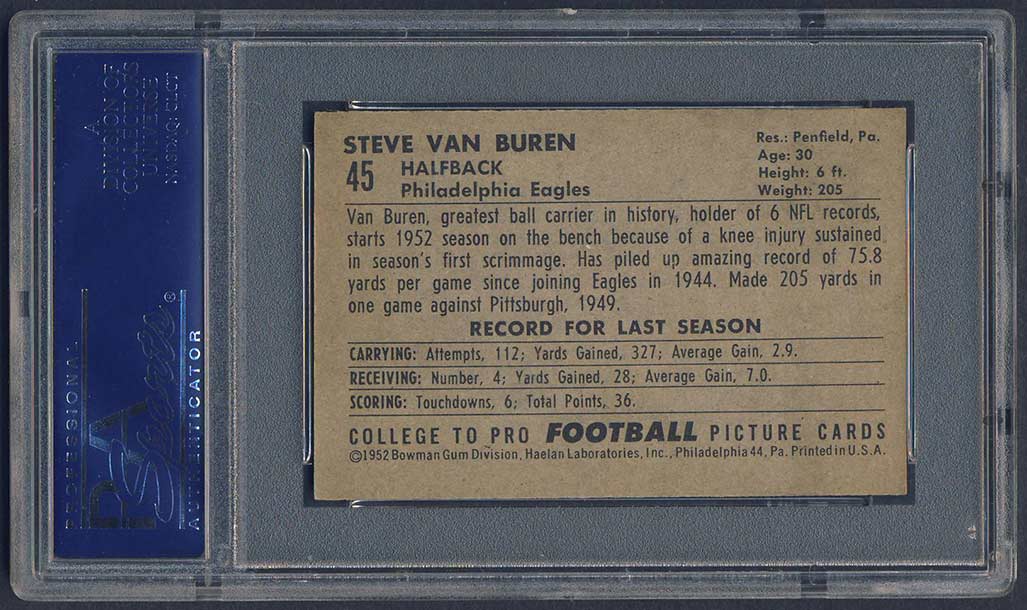 A
DIVISION OF
COLLECTORS
UNIVERSE
NASDAQ: CLCT
PROFESSIONAL
PSA
Sports ®
AUTHENTICATOR
STEVE VAN BUREN
45
HALFBACK
Philadelphia Eagles
Res.: Penfield, Pa.
Age: 30
Height: 6 ft.
Weight: 205
Van Buren, greatest ball carrier in history, holder of 6 NFL records,
starts 1952 season on the bench because of a knee injury sustained
in season's first scrimmage. Has piled up amazing record of 75.8
yards per game since joining Eagles in 1944. Made 205 yards in
one game against Pittsburgh, 1949.
RECORD FOR LAST SEASON
CARRYING: Attempts, 112; Yards Gained, 327; Average Gain, 2.9.
RECEIVING: Number, 4; Yards Gained, 28; Average Gain, 7.0.
SCORING: Touchdowns, 6; Total Points, 36.
COLLEGE TO PRO FOOTBALL PICTURE CARDS
©1952 Bowman Gum Division, Haelan Laboratories, Inc., Philadelphia 44, Pa. Printed in U.S.A.